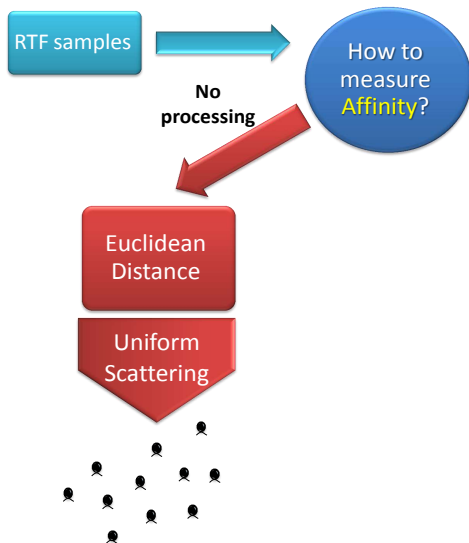 RTF samples
How to
measure
Affinity?
No
processing
Euclidean
Distance
Uniform
Scattering